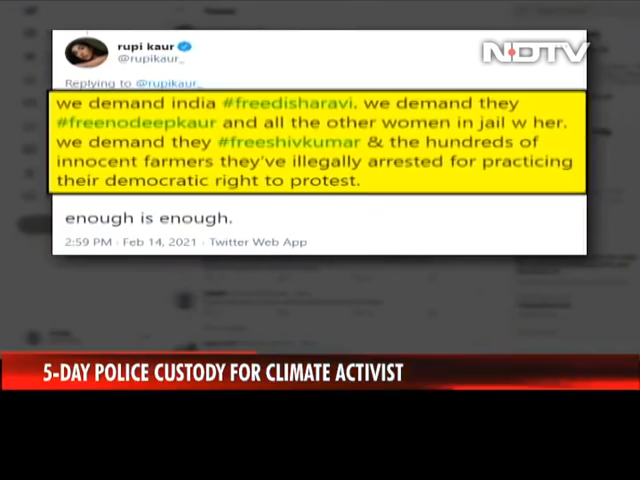 rupi kaur
NDTV
@rupikaur_
Replying to @rupikaur_
we demand india #freedisharavi. we demand they
#freenodeepkaur and all the other women in jail w her.
we demand they #freeshivkumar & the hundreds of
innocent farmers they've illegally arrested for practicing
their democratic right to protest.
enough is enough.
2:59 PM · Feb 14, 2021 · Twitter Web App
5-DAY POLICE CUSTODY FOR CLIMATE ACTIVIST